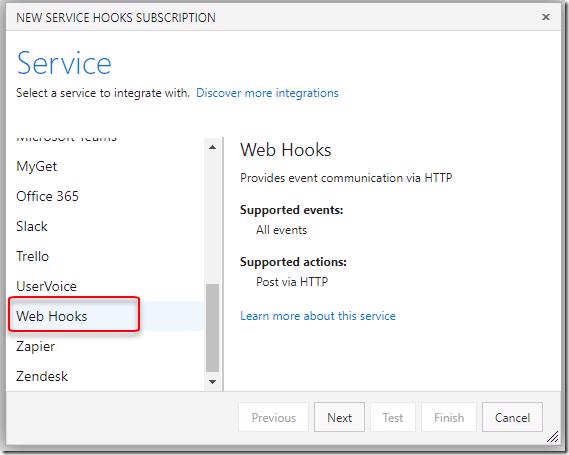 NEW SERVICE HOOKS SUBSCRIPTION
Service
Select a service to integrate with. Discover more integrations
Microsoft Teams
MyGet
Office 365
Slack
Trello
UserVoice
Web Hooks
Zapier
Zendesk
Web Hooks
Provides event communication via HTTP
Supported events:
All events
Supported actions:
Post via HTTP
Learn more about this service
Previous Next Test Finish Cancel